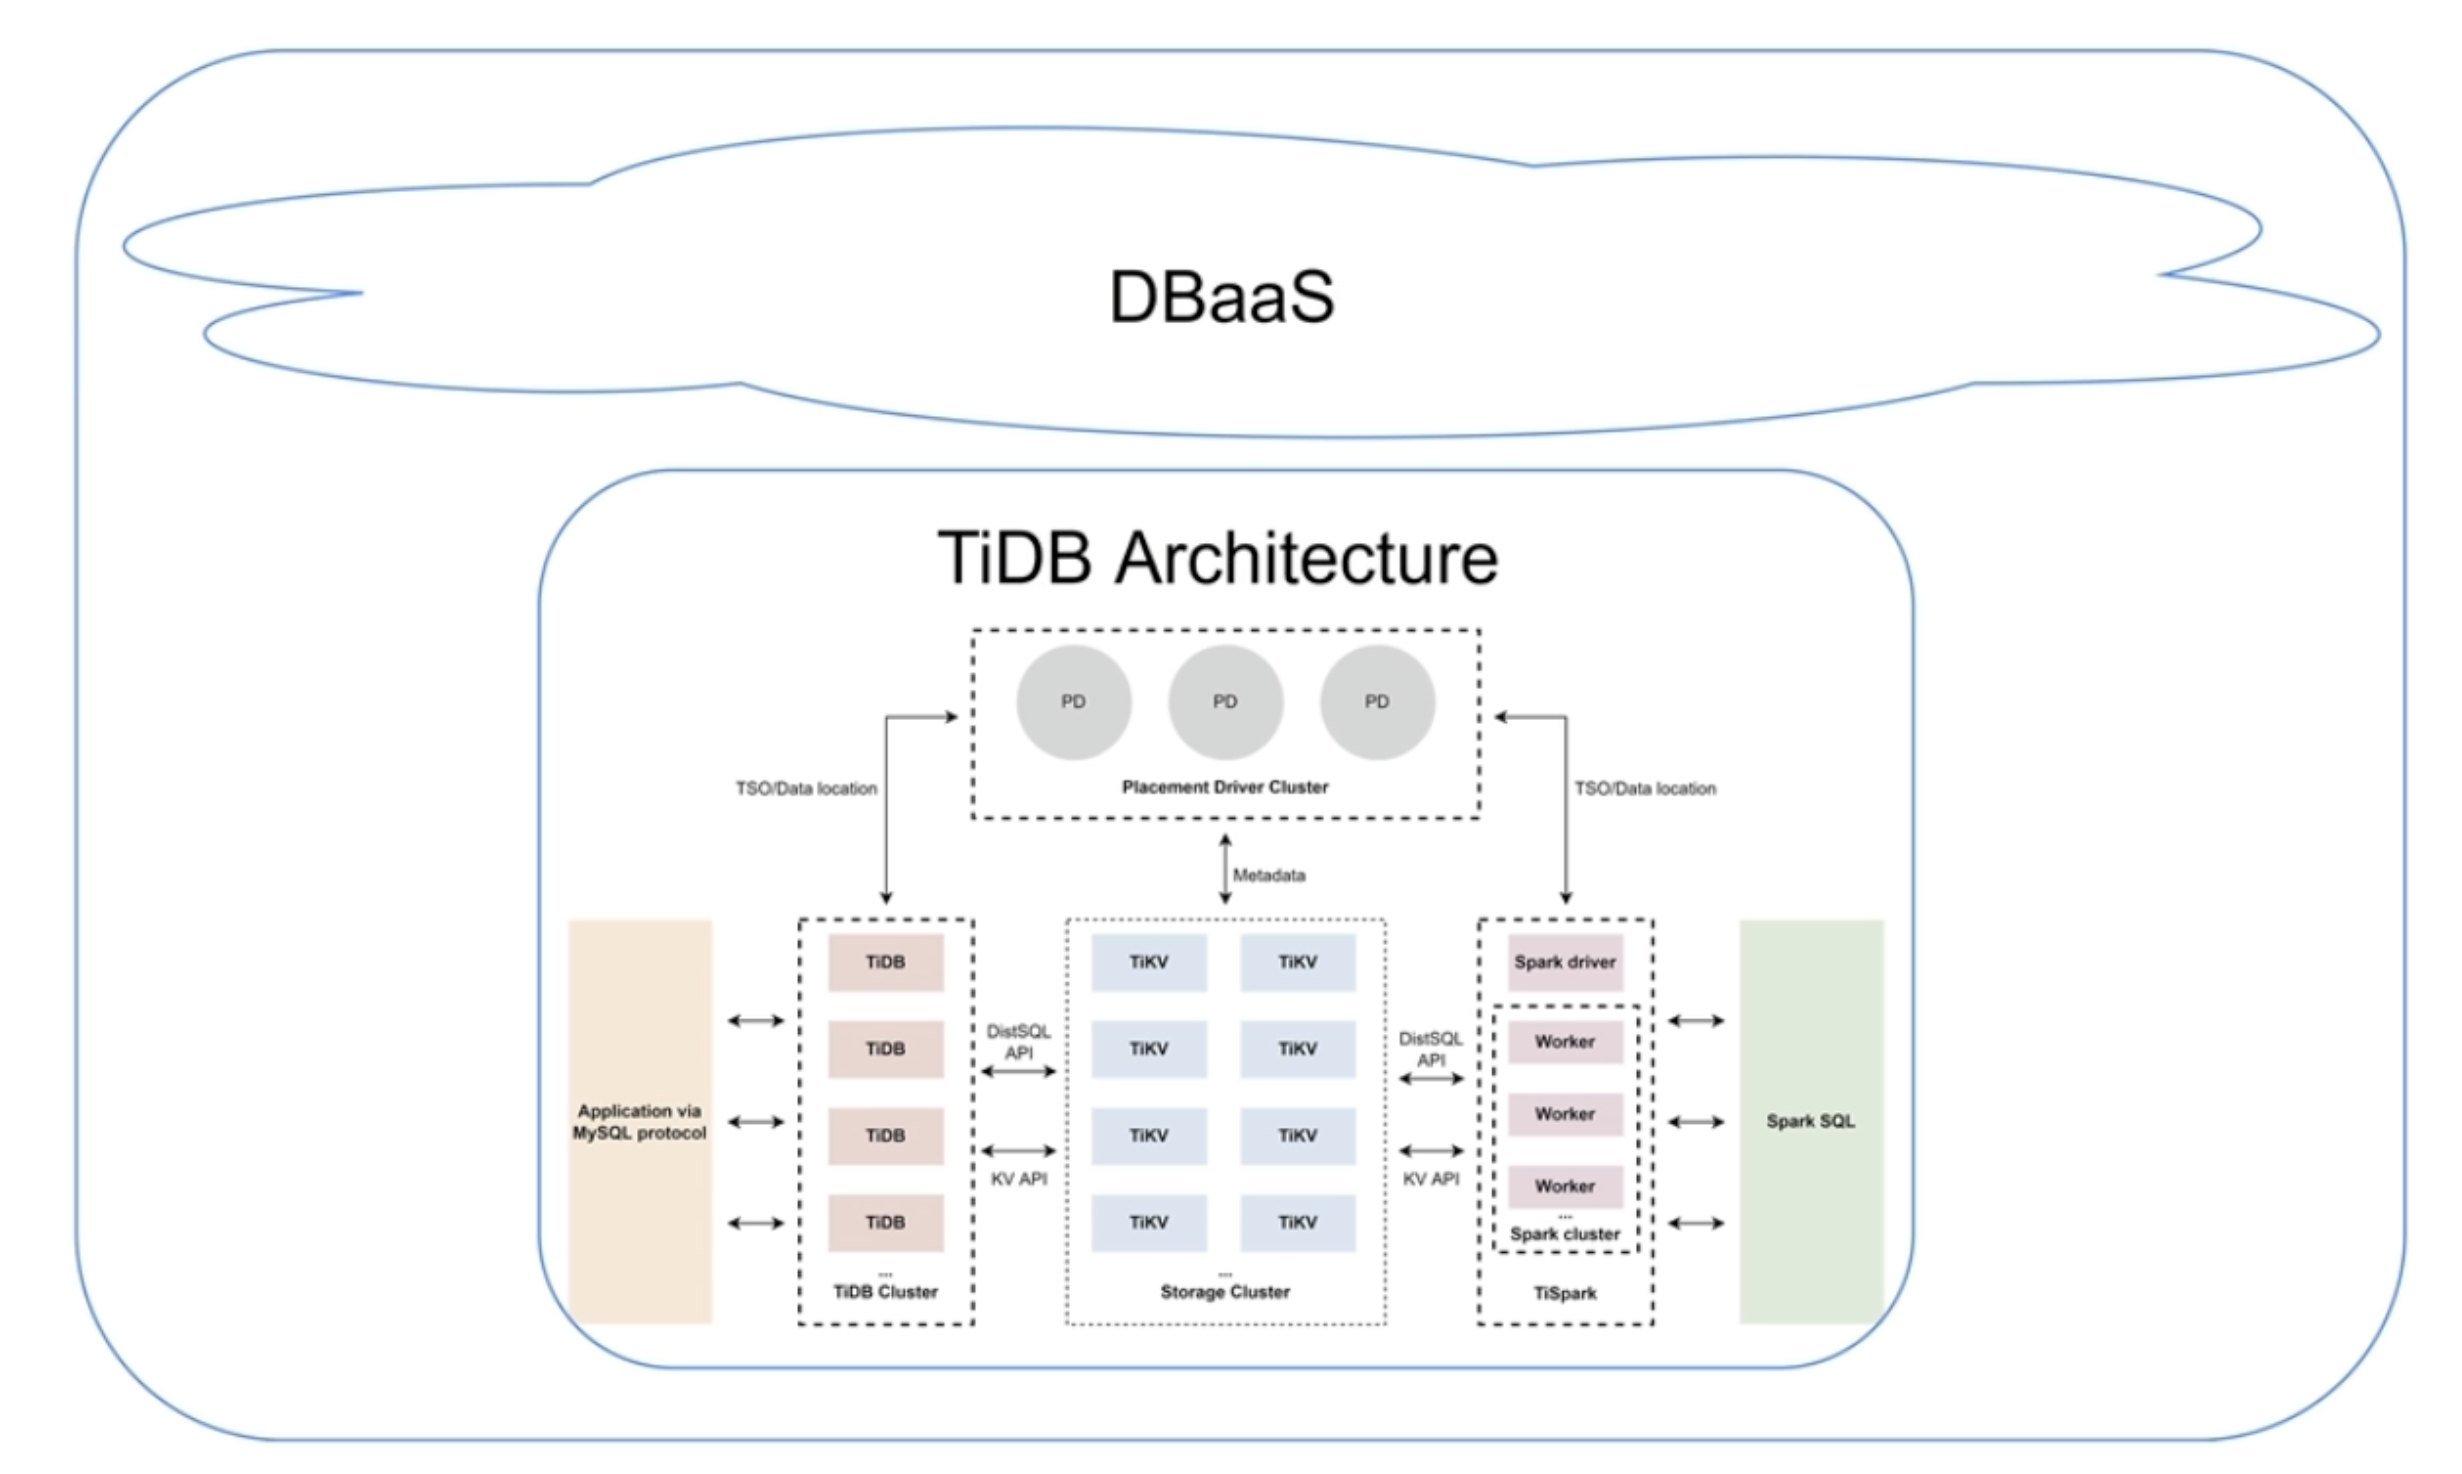 DBaaS
TiDB Architecture
PD
PD
PD
Placement Driver Cluster
TSO/Data location
TSO/Data location
Metadata
Application via
MySQL protocol
TiDB
TiDB
TiDB
TiDB
...
TiDB Cluster
DistSQL
API
KV API
TiKV
TiKV
TiKV
TiKV
TiKV
TiKV
TiKV
TiKV
...
Storage Cluster
DistSQL
API
KV API
Spark driver
Worker
Worker
Worker
...
Spark cluster
TiSpark
Spark SQL